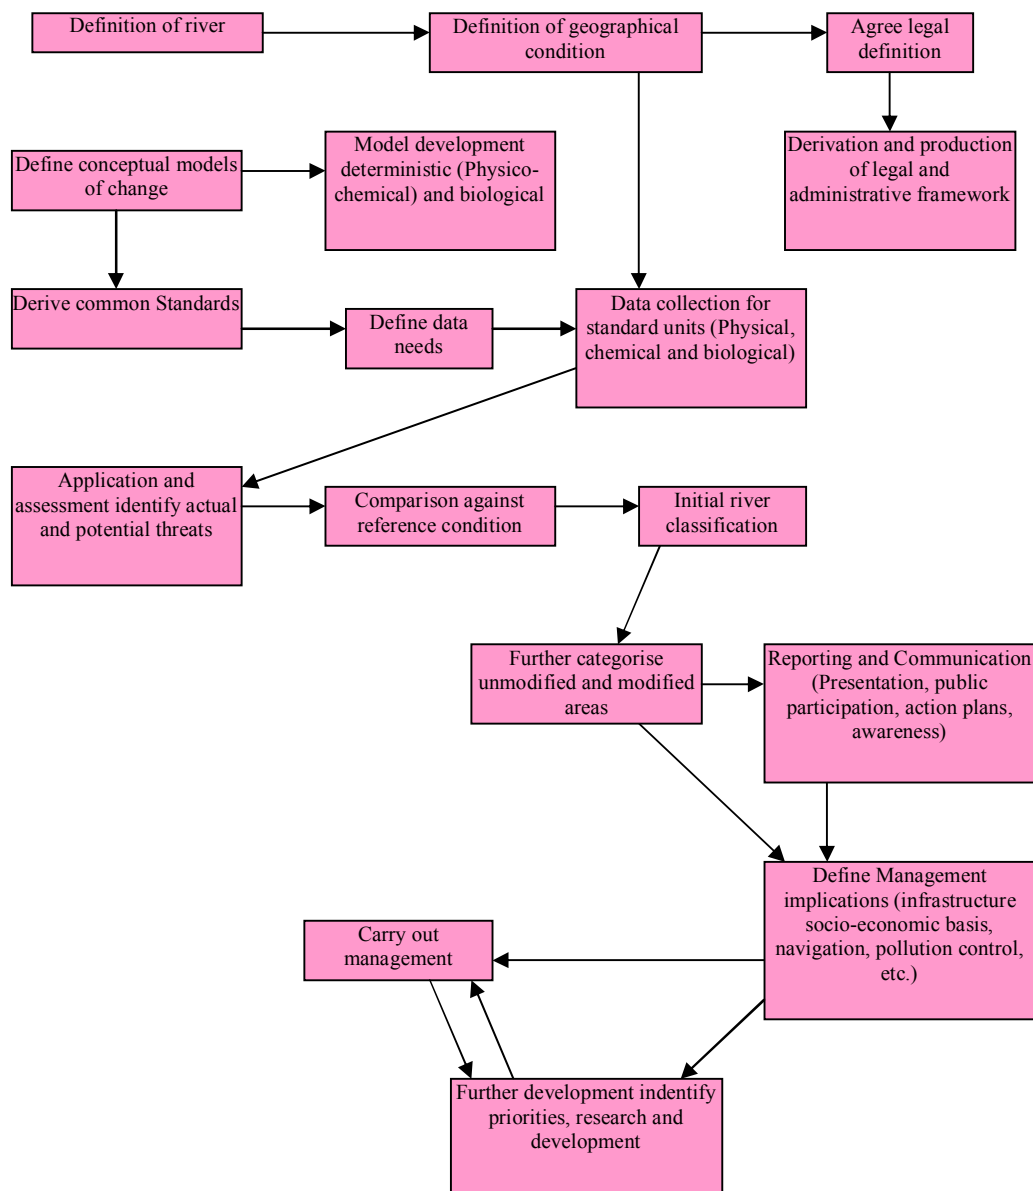 Definition of river
Definition of geographical
condition
Agree legal
definition
Define conceptual models
of change
Model development
deterministic (Physico-
chemical) and biological
Derivation and production
of legal and
administrative framework
Derive common Standards
Define data
needs
Data collection for
standard units (Physical,
chemical and biological)
Application and
assessment identify actual
and potential threats
Comparison against
reference condition
Initial river
classification
Further categorise
unmodified and modified
areas
Reporting and Communication
(Presentation, public
participation, action plans,
awareness)
Define Management
implications (infrastructure
socio-economic basis,
navigation, pollution control,
etc.)
Carry out
management
Further development indentify
priorities, research and
development